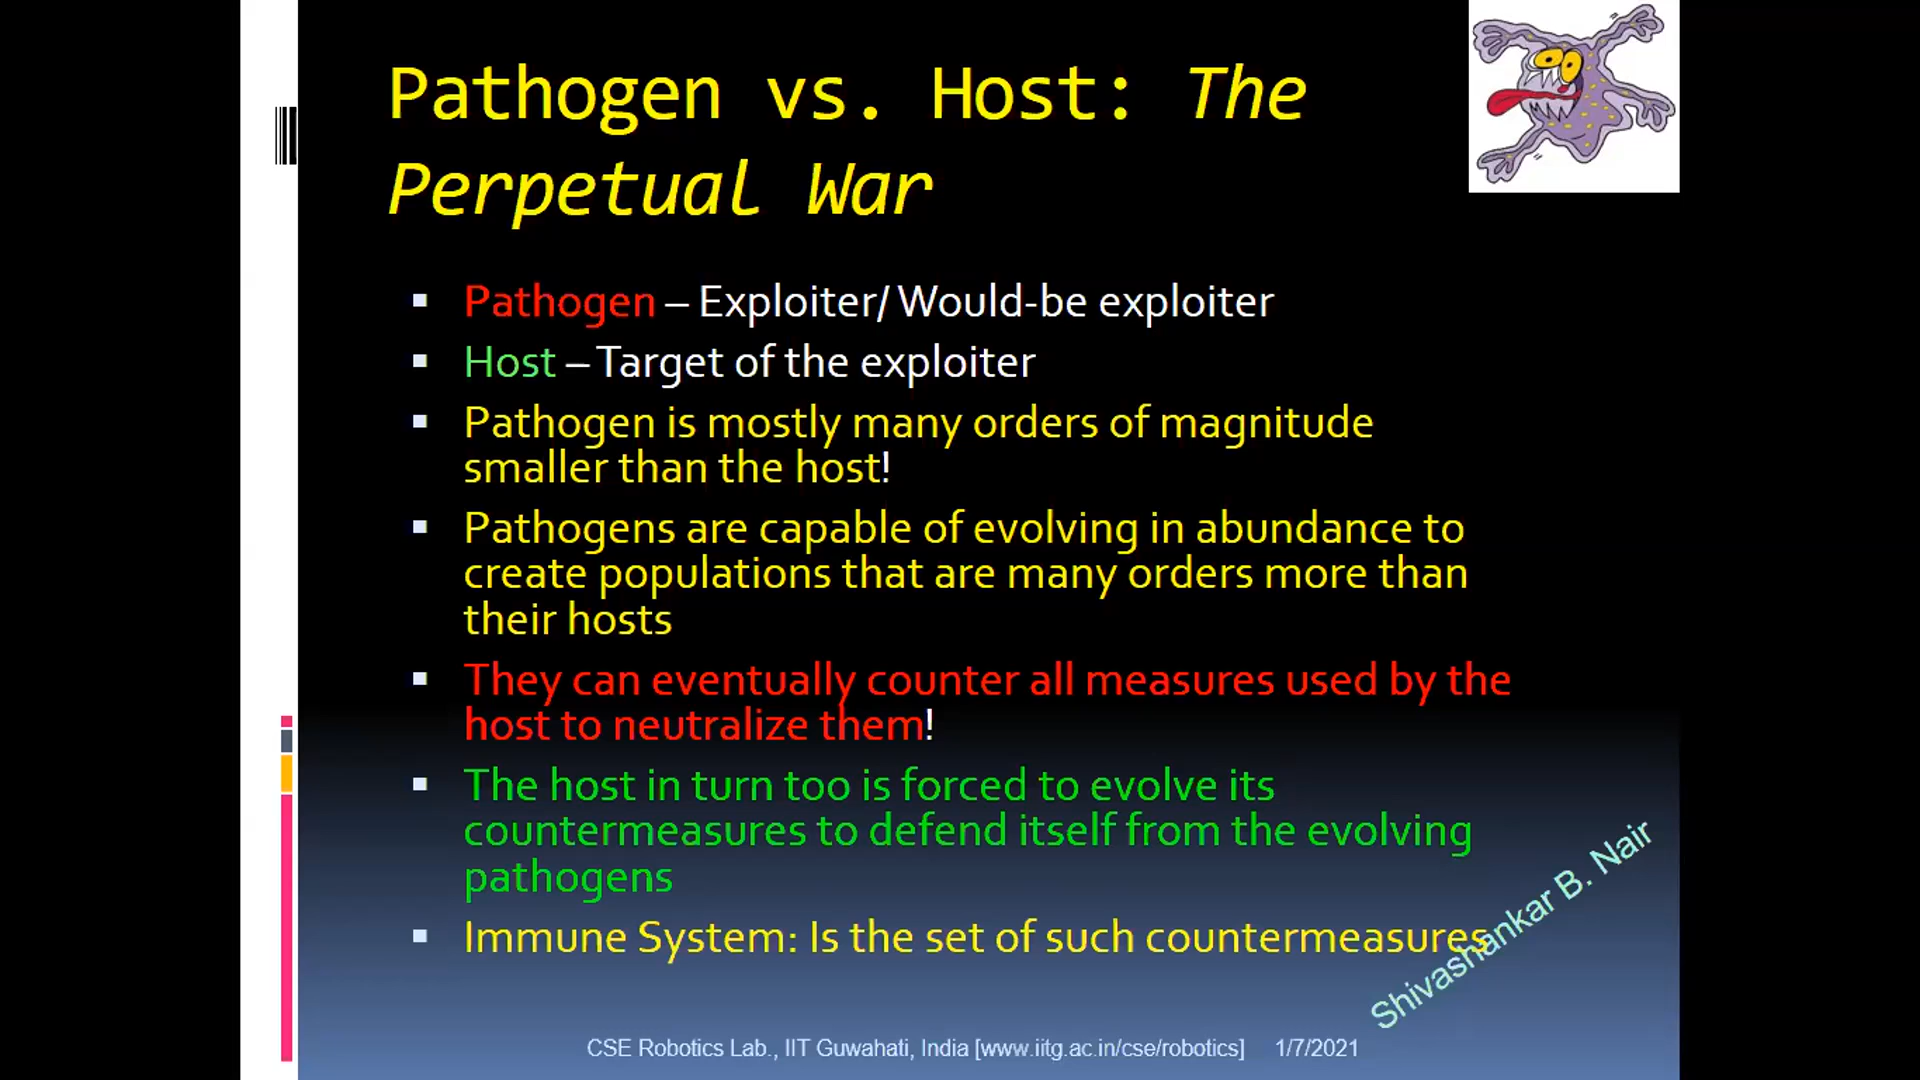 Pathogen vs. Host: The
Perpetual War
Pathogen – Exploiter/ Would-be exploiter
Host – Target of the exploiter
Pathogen is mostly many orders of magnitude
smaller than the host!
Pathogens are capable of evolving in abundance to
create populations that are many orders more than
their hosts
They can eventually counter all measures used by the
host to neutralize them!
The host in turn too is forced to evolve its
countermeasures to defend itself from the evolving
pathogens
Immune System: Is the set of such countermeasures
Shivashankar B. Nair
CSE Robotics Lab., IIT Guwahati, India [www.iitg.ac.in/cse/robotics] 1/7/2021